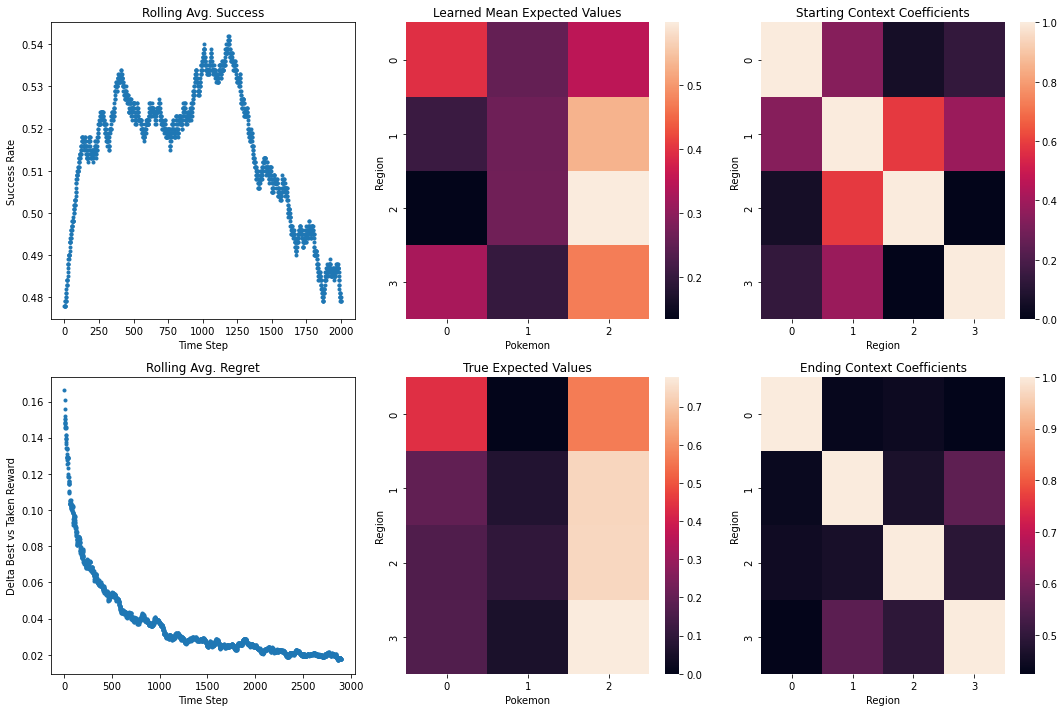 Rolling Avg. Success
Success Rate
0.54
0.53
0.52
0.51
0.50
0.49
0.48
0 250 500 750 1000 1250 1500 1750 2000
Time Step
Learned Mean Expected Values
Region
0
1
2
3
0 1 2
Pokemon
0.5
0.4
0.3
0.2
Starting Context Coefficients
Region
0
1
2
3
0 1 2 3
Region
1.0
0.8
0.6
0.4
0.2
0.0
Rolling Avg. Regret
Delta Best vs Taken Reward
0.16
0.14
0.12
0.10
0.08
0.06
0.04
0.02
0 500 1000 1500 2000 2500 3000
Time Step
True Expected Values
Region
0
1
2
3
0 1 2
Pokemon
0.7
0.6
0.5
0.4
0.3
0.2
0.1
0.0
Ending Context Coefficients
Region
0
1
2
3
0 1 2 3
Region
1.0
0.9
0.8
0.7
0.6
0.5